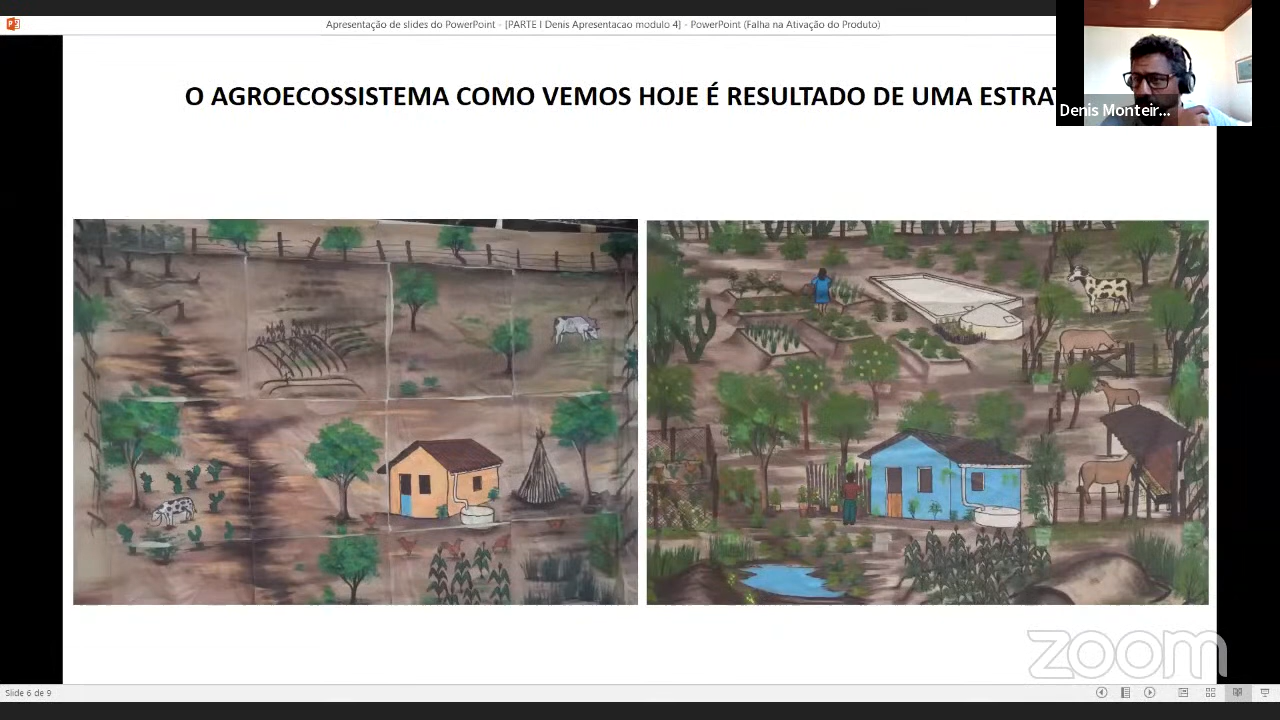 Apresentação de slides do PowerPoint - [PARTE I Denis Apresentacao modulo 4] - PowerPoint (Falha na Ativação do Produto)
O AGROECOSSISTEMA COMO VEMOS HOJE É RESULTADO DE UMA ESTRAT
Denis Monteir...
zoom
Slide 6 de 9